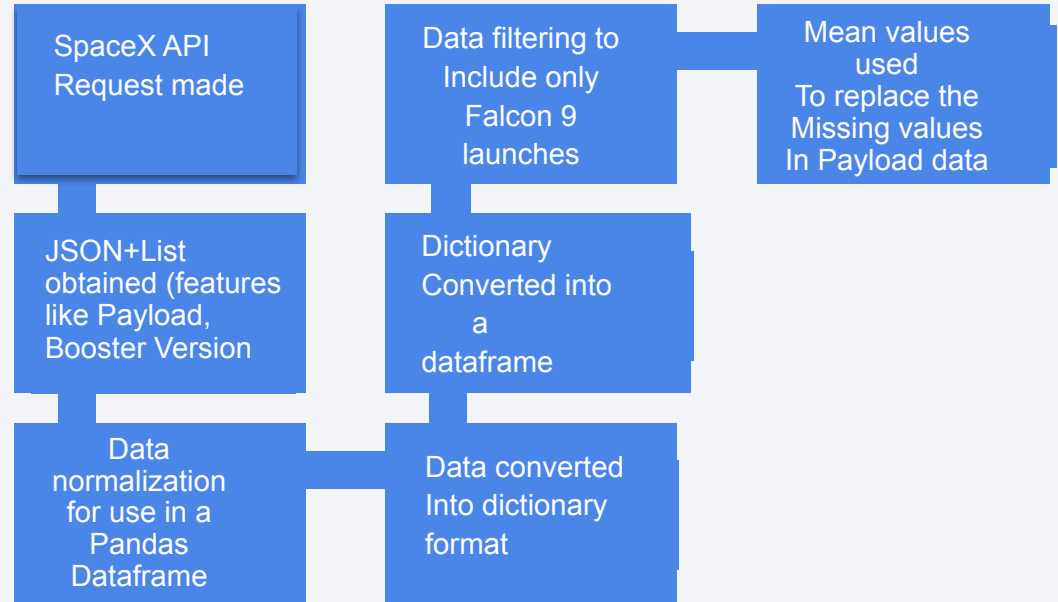 SpaceX API
Request made
JSON+List
obtained (features
like Payload,
Booster Version
Data
normalization
for use in a
Pandas
Dataframe
Data converted
Into dictionary
format
Dictionary
Converted into
a
dataframe
Data filtering to
Include only
Falcon 9
launches
Mean values
used
To replace the
Missing values
In Payload data